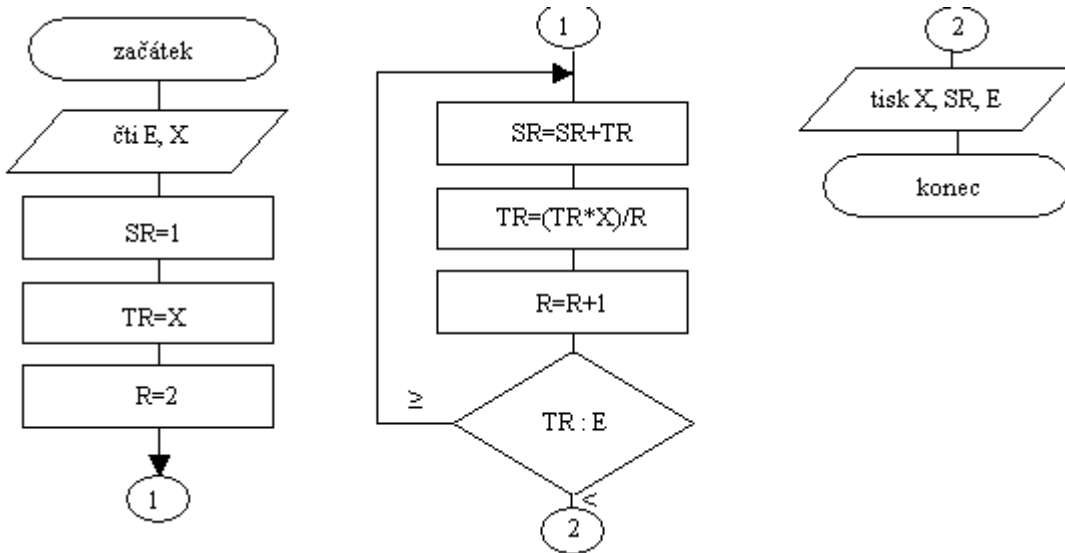 začátek
čti E, X
SR=1
TR=X
R=2
1
1
SR=SR+TR
TR=(TR*X)/R
R=R+1
≥
TR : E
<
2
2
tisk X, SR, E
konec